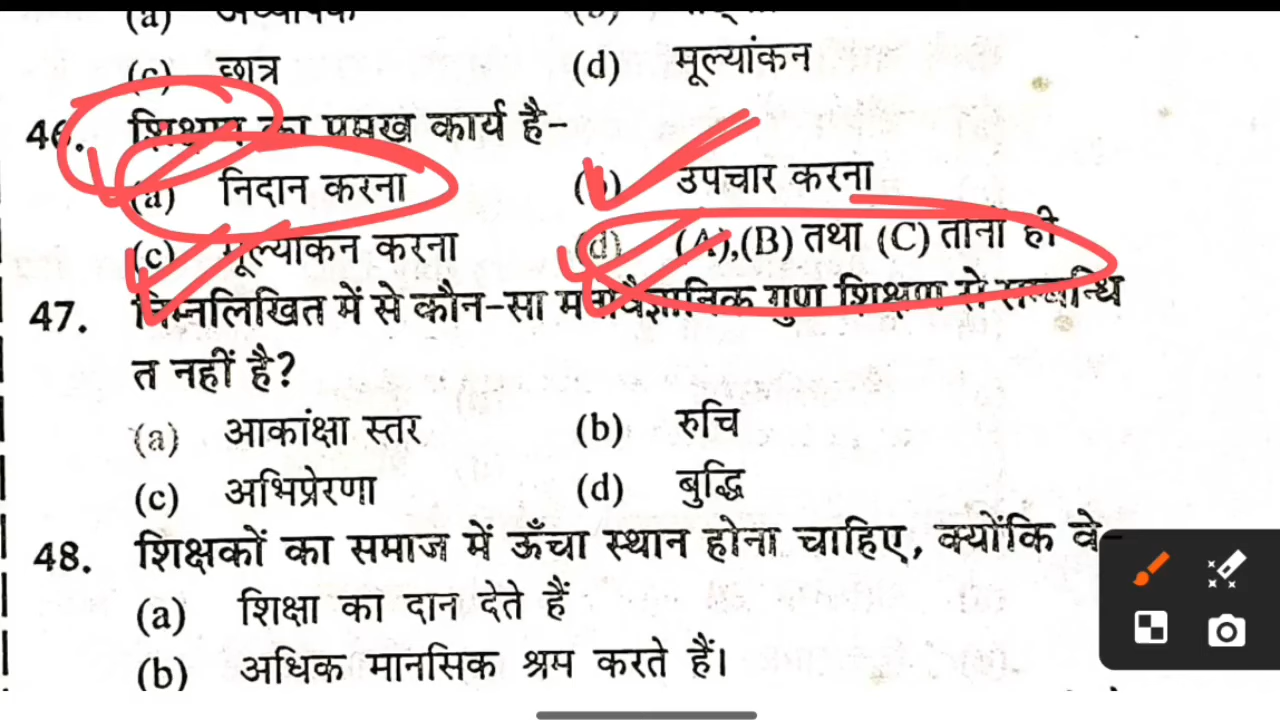 (c) छात्र (d) मूल्यांकन
46. शिक्षण का प्रमुख कार्य है-
(a) निदान करना (b) उपचार करना
(c) मूल्यांकन करना (d) (A),(B) तथा (C) तीनों ही
47. निम्नलिखित में से कौन-सा मनोवैज्ञानिक गुण शिक्षण से सम्बन्धि
त नहीं है?
(a) आकांक्षा स्तर (b) रुचि
(c) अभिप्रेरणा (d) बुद्धि
48. शिक्षकों का समाज में ऊँचा स्थान होना चाहिए, क्योंकि वे-
(a) शिक्षा का दान देते हैं
(b) अधिक मानसिक श्रम करते हैं।